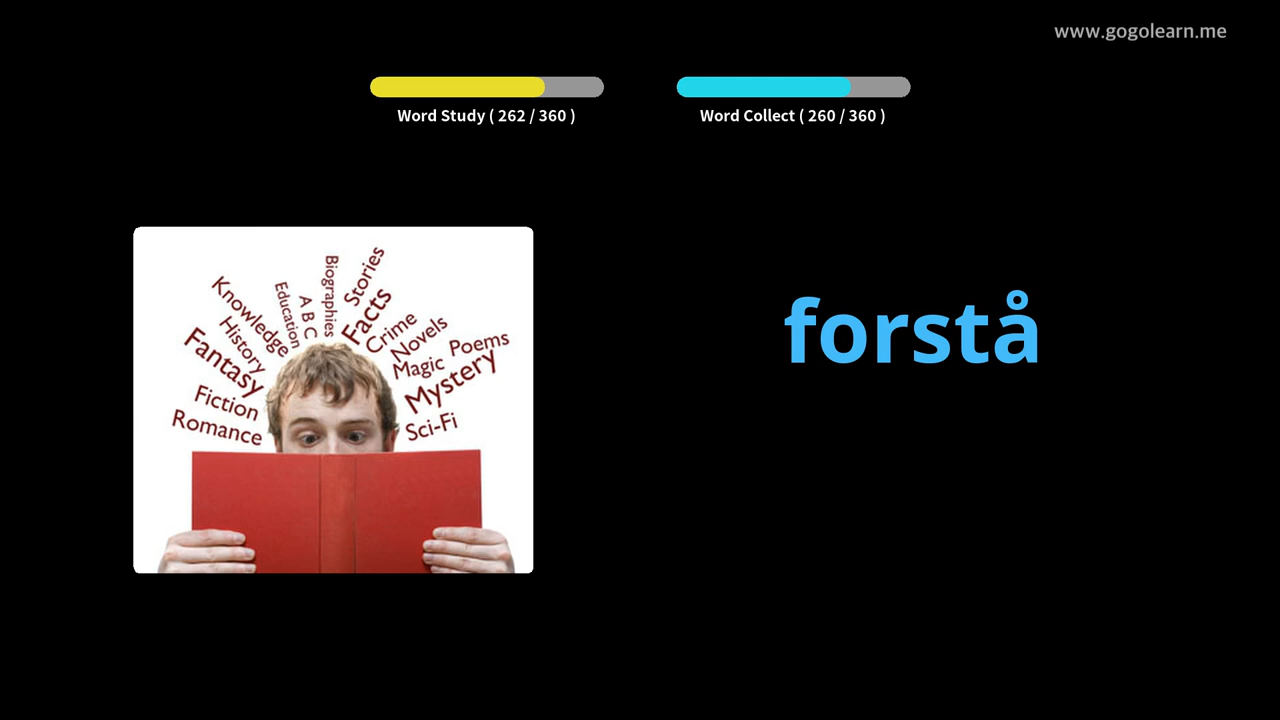 www.gogolearn.me
Word Study ( 262 / 360 )
Word Collect ( 260 / 360 )
Biographies
Stories
Education
A B C
Facts
Knowledge
Crime
History
Novels
Fantasy
Magic
Poems
Mystery
Fiction
Romance
Sci-Fi
forstå